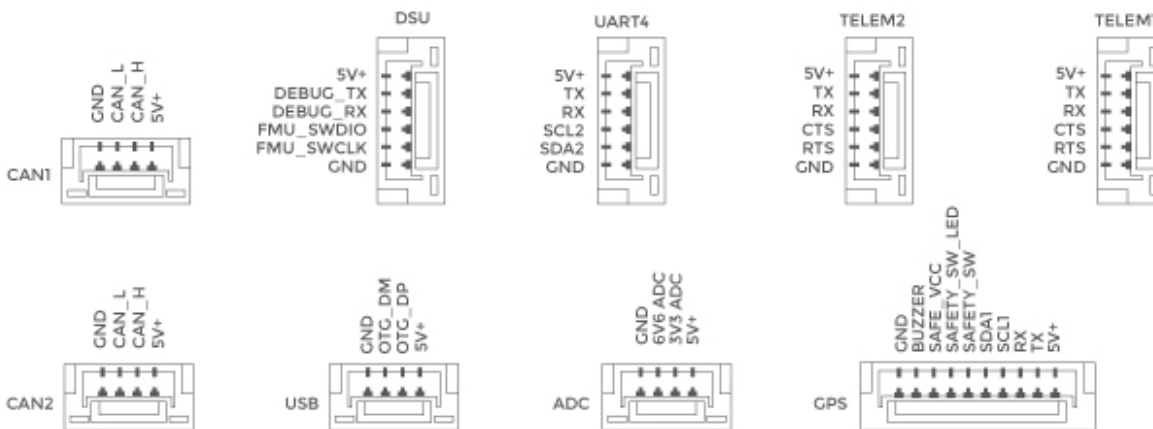 DSU
UART4
TELEM2
TELEM1
GND
CAN_L
CAN_H
5V+
CAN1
5V+
DEBUG_TX
DEBUG_RX
FMU_SWDIO
FMU_SWCLK
GND
5V+
TX
RX
SCL2
SDA2
GND
5V+
TX
RX
CTS
RTS
GND
5V+
TX
RX
CTS
RTS
GND
GND
CAN_L
CAN_H
5V+
CAN2
GND
OTG_DM
OTG_DP
5V+
USB
GND
6V6 ADC
3V3 ADC
5V+
ADC
GND
BUZZER
SAFE_VCC
SAFETY_SW_LED
SAFETY_SW
SDA1
SCL1
RX
TX
5V+
GPS